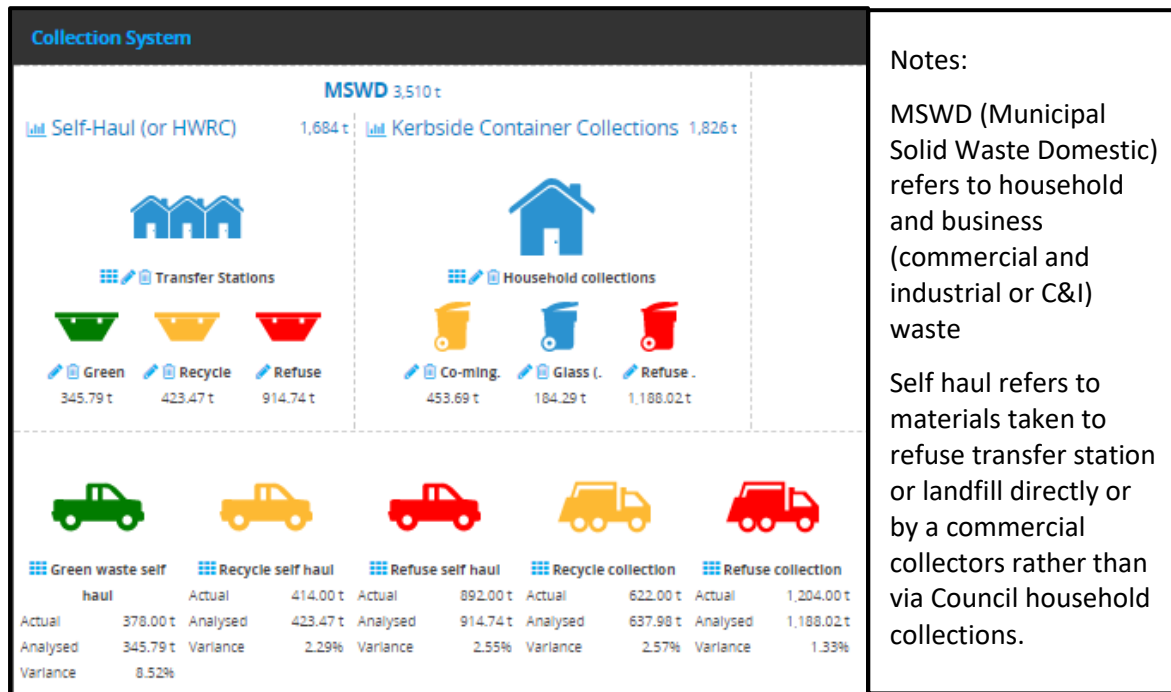 Collection System
MSWD 3,510 t
Self-Haul (or HWRC) 1,684 t
Kerbside Container Collections 1,826 t
Transfer Stations
Household collections
Green Recycle Refuse
345.79 t 423.47 t 914.74 t
Co-ming. Glass (. Refuse .
453.69 t 184.29 t 1,188.02 t
Green waste self
haul
Actual 378.00 t
Analysed 345.79 t
Variance 8.52%
Recycle self haul
Actual 414.00 t
Analysed 423.47 t
Variance 2.29%
Refuse self haul
Actual 892.00 t
Analysed 914.74 t
Variance 2.55%
Recycle collection
Actual 622.00 t
Analysed 637.98 t
Variance 2.57%
Refuse collection
Actual 1,204.00 t
Analysed 1,188.02 t
Variance 1.33%
Notes:
MSWD (Municipal
Solid Waste Domestic)
refers to household
and business
(commercial and
industrial or C&I)
waste
Self haul refers to
materials taken to
refuse transfer station
or landfill directly or
by a commercial
collectors rather than
via Council household
collections.